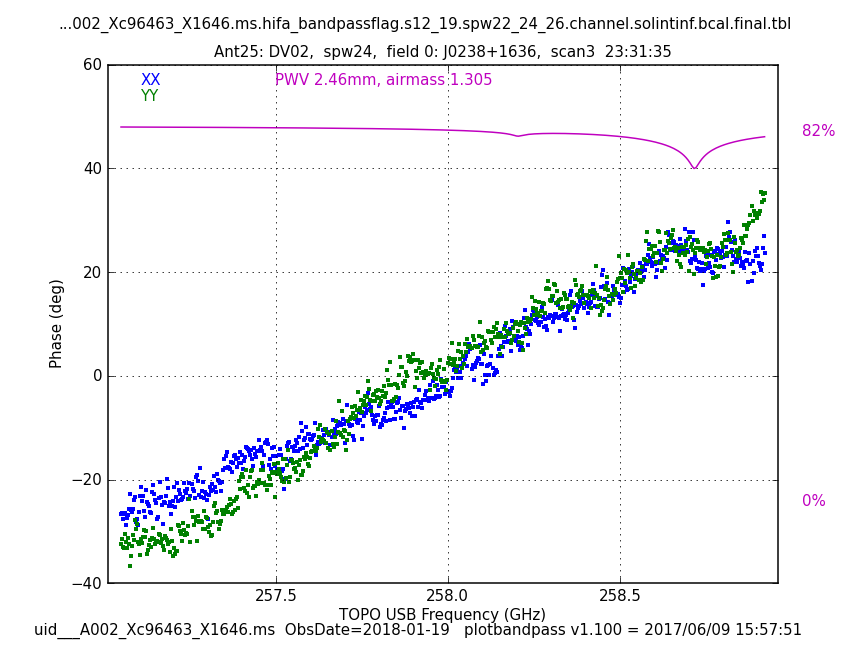 ...002_Xc96463_X1646.ms.hifa_bandpassflag.s12_19.spw22_24_26.channel.solintinf.bcal.final.tbl
Ant25: DV02, spw24, field 0: J0238+1636, scan3 23:31:35
60
XX
PWV 2.46mm, airmass 1.305
YY
82%
40
20
Phase (deg)
0
−20
0%
−40
257.5
258.0
258.5
TOPO USB Frequency (GHz)
uid___A002_Xc96463_X1646.ms ObsDate=2018-01-19 plotbandpass v1.100 = 2017/06/09 15:57:51